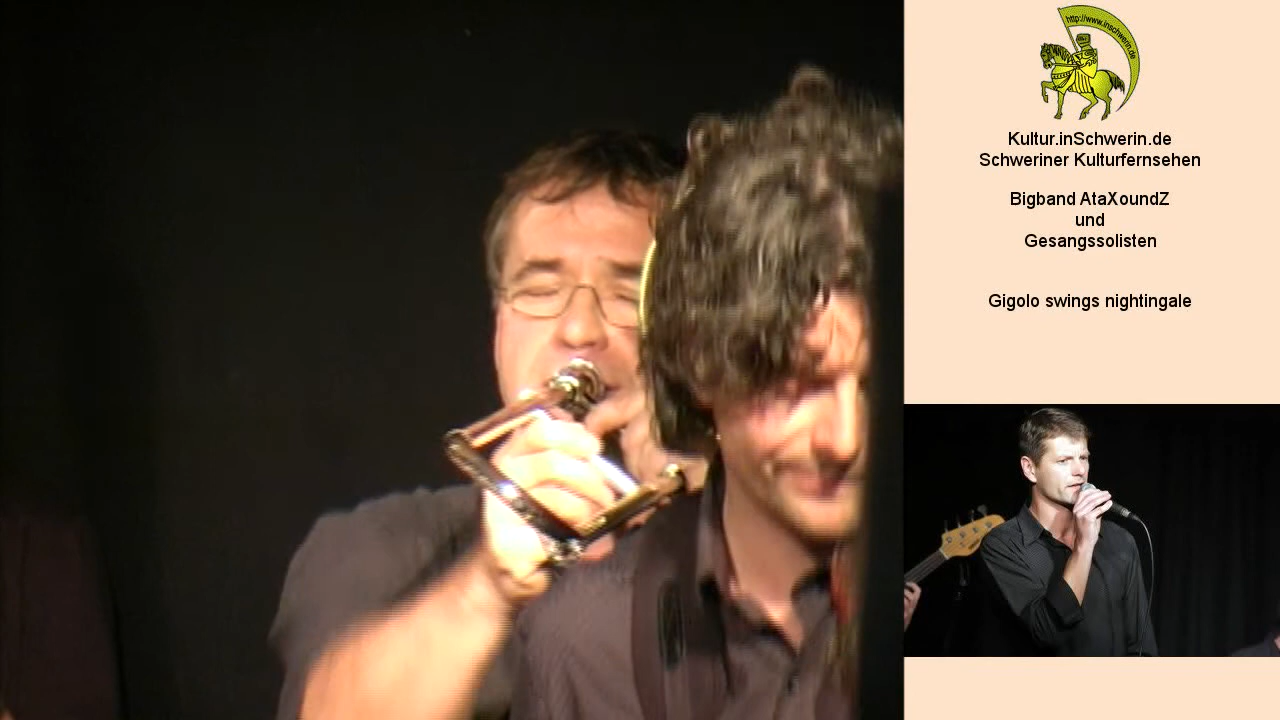 http://www.inschwerin.de
Kultur.inSchwerin.de
Schweriner Kulturfernsehen
Bigband AtaXoundZ
und
Gesangssolisten
Gigolo swings nightingale